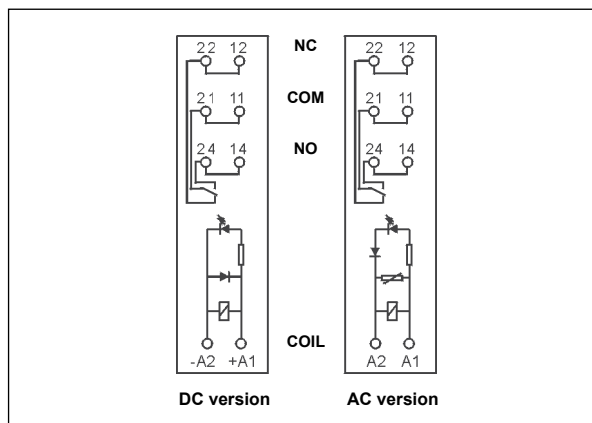 22 12 NC 22 12
21 11 COM 21 11
24 14 NO 24 14
COIL
-A2 +A1 A2 A1
DC version AC version